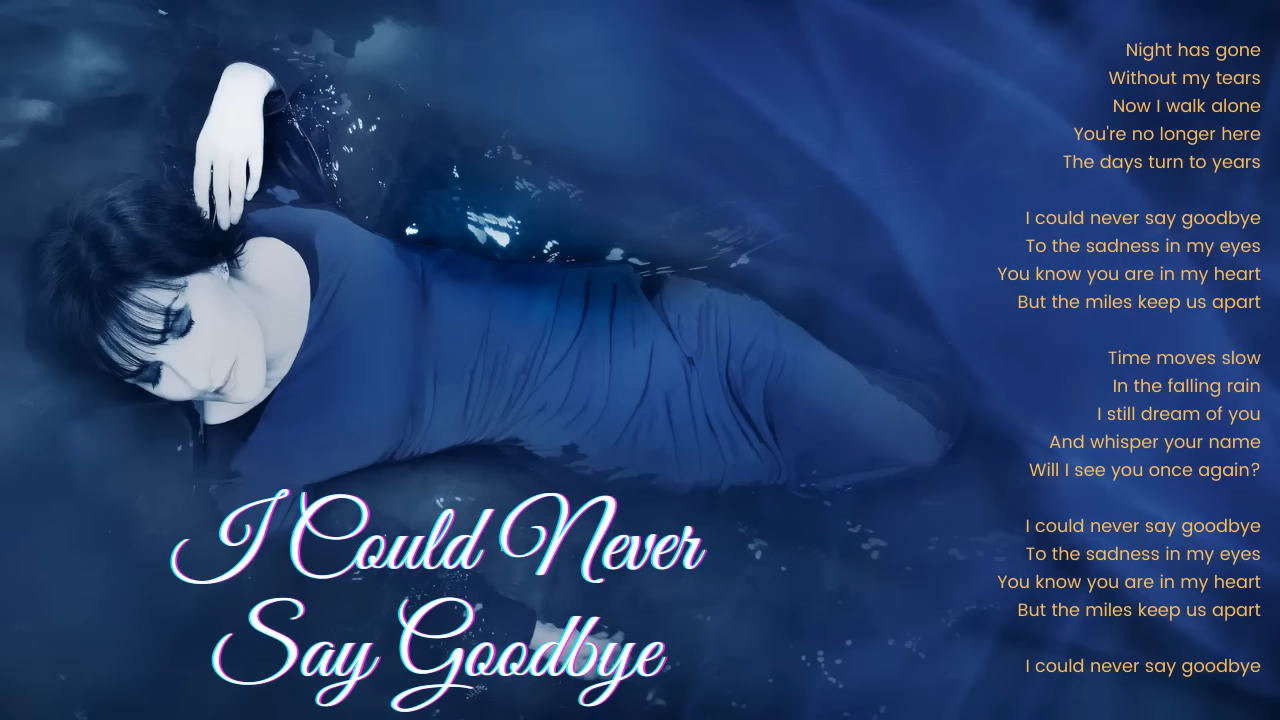 I Could Never
Say Goodbye
Night has gone
Without my tears
Now I walk alone
You're no longer here
The days turn to years
I could never say goodbye
To the sadness in my eyes
You know you are in my heart
But the miles keep us apart
Time moves slow
In the falling rain
I still dream of you
And whisper your name
Will I see you once again?
I could never say goodbye
To the sadness in my eyes
You know you are in my heart
But the miles keep us apart
I could never say goodbye